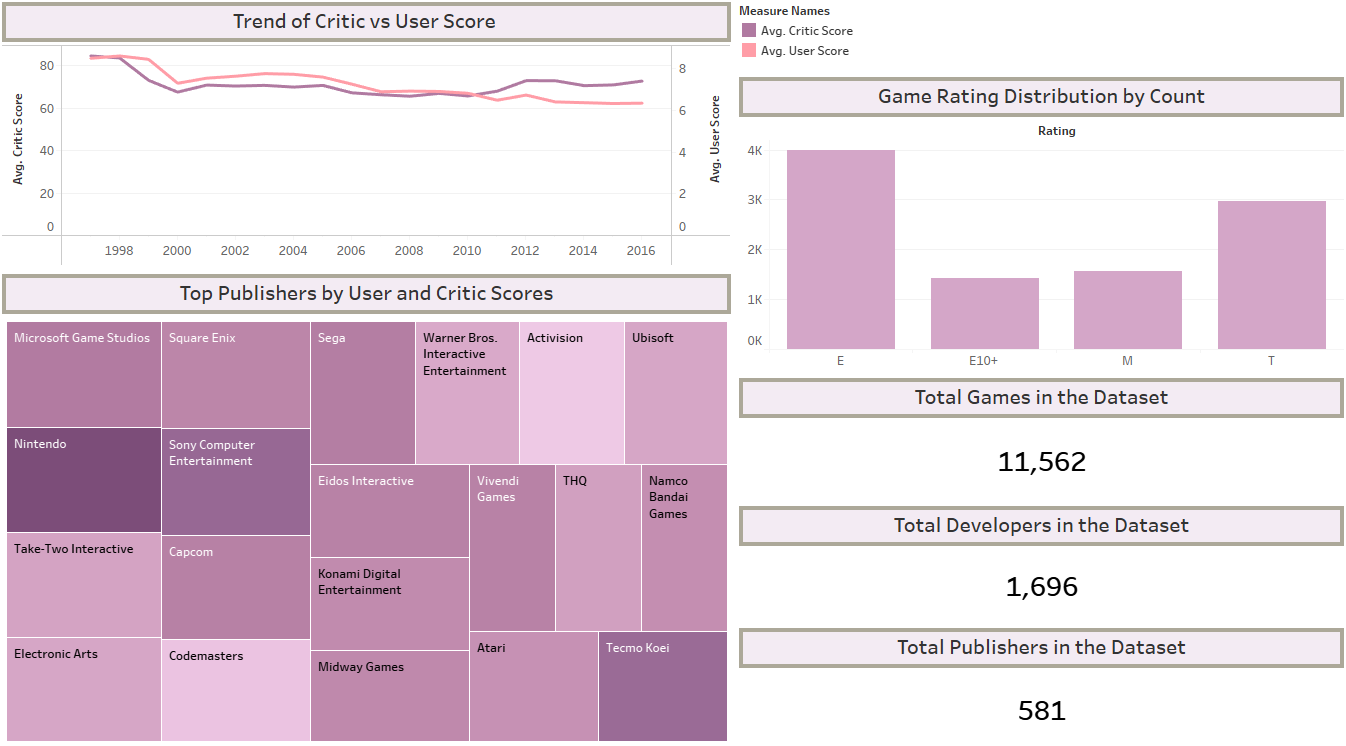 Trend of Critic vs User Score
Avg. Critic Score
80
60
40
20
0
8
6
4
2
0
Avg. User Score
1998 2000 2002 2004 2006 2008 2010 2012 2014 2016
Measure Names
Avg. Critic Score
Avg. User Score
Game Rating Distribution by Count
Rating
4K
3K
2K
1K
0K
E E10+ M T
Top Publishers by User and Critic Scores
Microsoft Game Studios
Nintendo
Take-Two Interactive
Electronic Arts
Square Enix
Sony Computer
Entertainment
Capcom
Codemasters
Sega
Warner Bros.
Interactive
Entertainment
Activision
Ubisoft
Eidos Interactive
Konami Digital
Entertainment
Midway Games
Vivendi
Games
THQ
Namco
Bandai
Games
Atari
Tecmo Koei
Total Games in the Dataset
11,562
Total Developers in the Dataset
1,696
Total Publishers in the Dataset
581